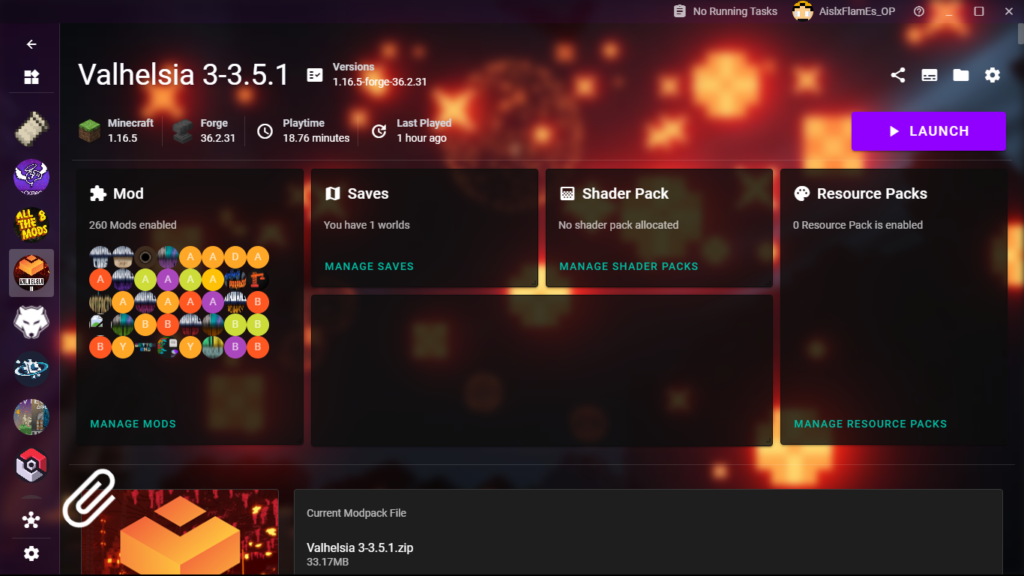 No Running Tasks
AislxFlamEs_OP
Valhelsia 3-3.5.1
Versions
1.16.5-forge-36.2.31
Minecraft
1.16.5
Forge
36.2.31
Playtime
18.76 minutes
Last Played
1 hour ago
LAUNCH
Mod
260 Mods enabled
A A D A
A A A A A
A A A A B
B B B B
B Y Y B B
MANAGE MODS
Saves
You have 1 worlds
MANAGE SAVES
Shader Pack
No shader pack allocated
MANAGE SHADER PACKS
Resource Packs
0 Resource Pack is enabled
MANAGE RESOURCE PACKS
ALL
THE 8
MODS
Current Modpack File
Valhelsia 3-3.5.1.zip
33.17MB